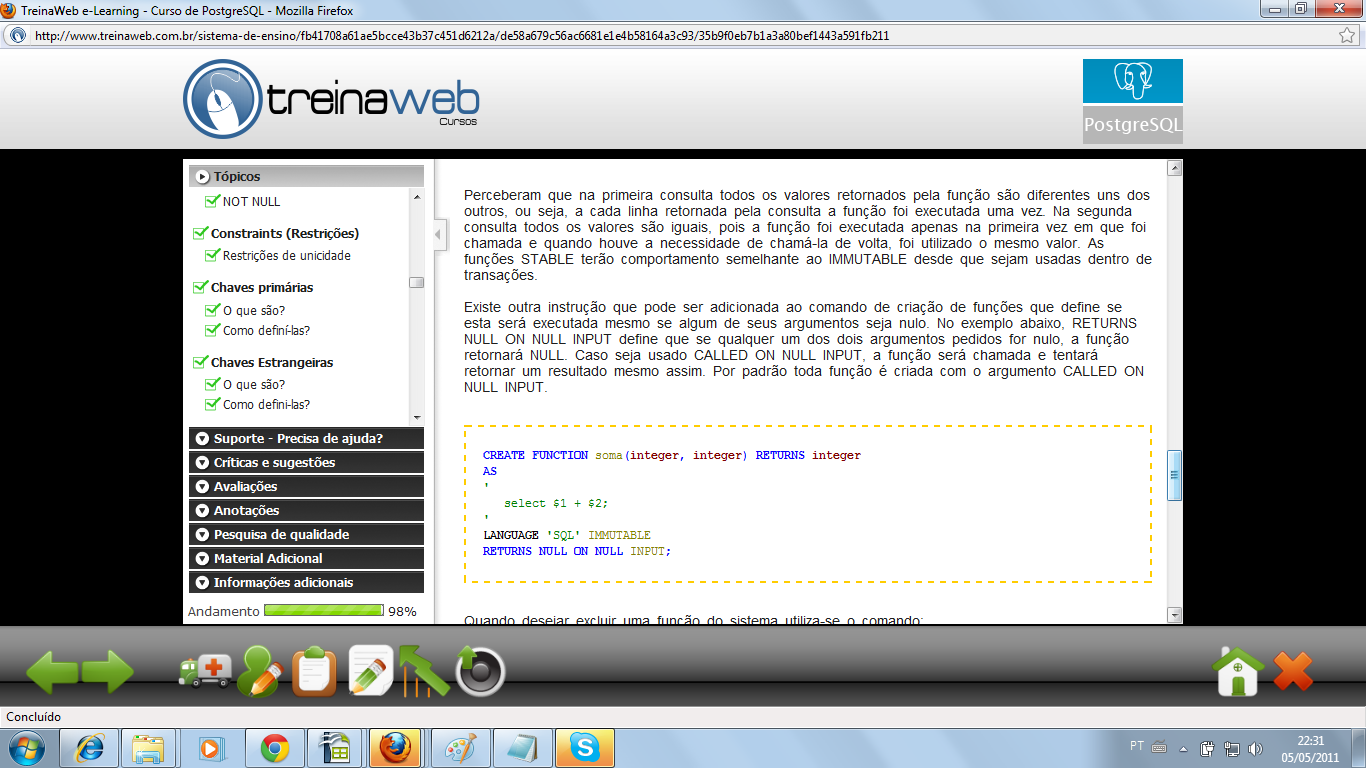 TreinaWeb e-Learning - Curso de PostgreSQL - Mozilla Firefox
http://www.treinaweb.com.br/sistema-de-ensino/fb41708a61ae5bcce43b37c451d6212a/de58a679c56ac6681e1e4b58164a3c93/35b9f0eb7b1a3a80bef1443a591fb211
treinaweb
Cursos
PostgreSQL
Tópicos
NOT NULL
Constraints (Restrições)
Restrições de unicidade
Chaves primárias
O que são?
Como definí-las?
Chaves Estrangeiras
O que são?
Como defini-las?
Suporte - Precisa de ajuda?
Críticas e sugestões
Avaliações
Anotações
Pesquisa de qualidade
Material Adicional
Informações adicionais
Andamento 98%
Perceberam que na primeira consulta todos os valores retornados pela função são diferentes uns dos
outros, ou seja, a cada linha retornada pela consulta a função foi executada uma vez. Na segunda
consulta todos os valores são iguais, pois a função foi executada apenas na primeira vez em que foi
chamada e quando houve a necessidade de chamá-la de volta, foi utilizado o mesmo valor. As
funções STABLE terão comportamento semelhante ao IMMUTABLE desde que sejam usadas dentro de
transações.
Existe outra instrução que pode ser adicionada ao comando de criação de funções que define se
esta será executada mesmo se algum de seus argumentos seja nulo. No exemplo abaixo, RETURNS
NULL ON NULL INPUT define que se qualquer um dos dois argumentos pedidos for nulo, a função
retornará NULL. Caso seja usado CALLED ON NULL INPUT, a função será chamada e tentará
retornar um resultado mesmo assim. Por padrão toda função é criada com o argumento CALLED ON
NULL INPUT.
CREATE FUNCTION soma(integer, integer) RETURNS integer
AS
'
select $1 + $2;
'
LANGUAGE 'SQL' IMMUTABLE
RETURNS NULL ON NULL INPUT;
Quando desejar excluir uma função do sistema utiliza-se o comando:
Concluído
PT
22:31
05/05/2011